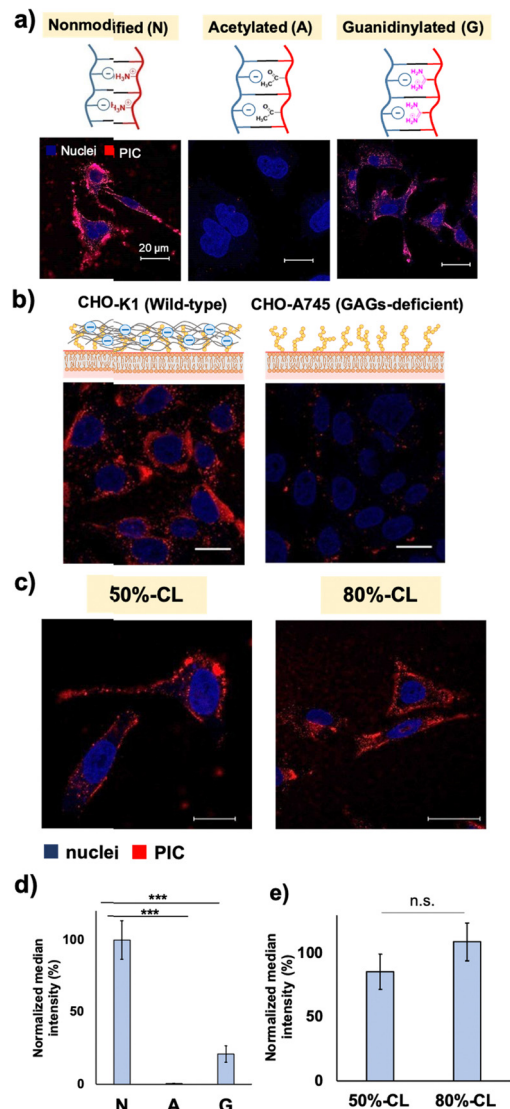 a)
Nonmodified (N)
Acetylated (A)
Guanidinylated (G)
Nuclei
PIC
20 µm
b)
CHO-K1 (Wild-type)
CHO-A745 (GAGs-deficient)
c)
50%-CL
80%-CL
nuclei
PIC
d)
***
***
Normalized median
intensity (%)
100
50
0
N
A
G
e)
n.s.
Normalized median
intensity (%)
100
50
0
50%-CL
80%-CL